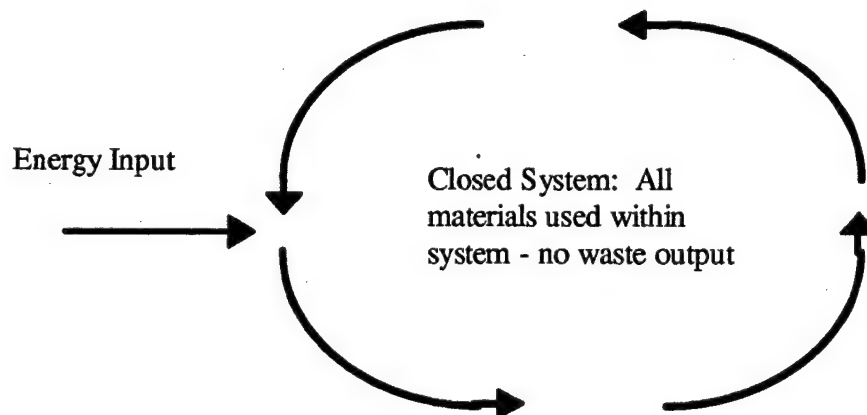 Energy Input
Closed System: All
materials used within
system - no waste output